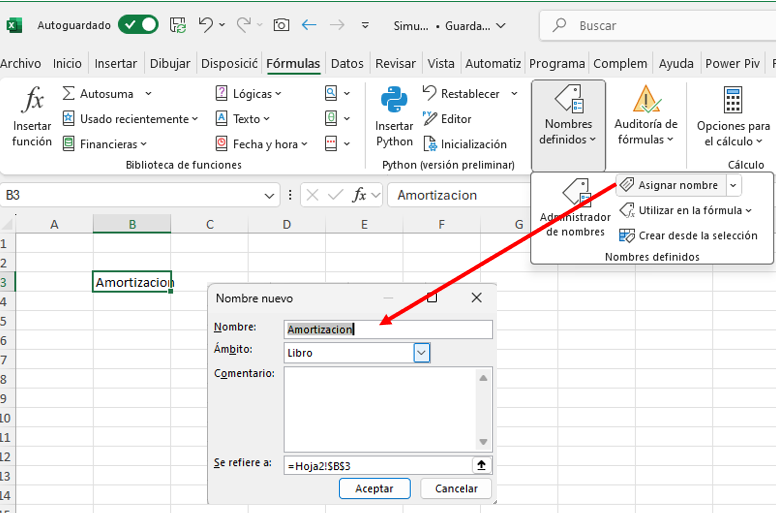 Autoguardado
Simu... • Guarda...
Buscar
Archivo Inicio Insertar Dibujar Disposició Fórmulas Datos Revisar Vista Automatiz Programa Complem Ayuda Power Piv
fx Insertar función
Autosuma
Usado recientemente
Financieras
Lógicas
Texto
Fecha y hora
Biblioteca de funciones
Insertar Python
Restablecer
Editor
Inicialización
Python (versión preliminar)
Nombres definidos
Auditoría de fórmulas
Opciones para el cálculo
Cálculo
Administrador de nombres
Asignar nombre
Utilizar en la fórmula
Crear desde la selección
Nombres definidos
B3
fx
Amortizacion
A B C D E F G
1
2
3 Amortizacion
4
5
6
7
8
9
10
11
12
13
14
15
Nombre nuevo
Nombre: Amortizacion
Ámbito: Libro
Comentario:
Se refiere a: =Hoja2!$B$3
Aceptar Cancelar